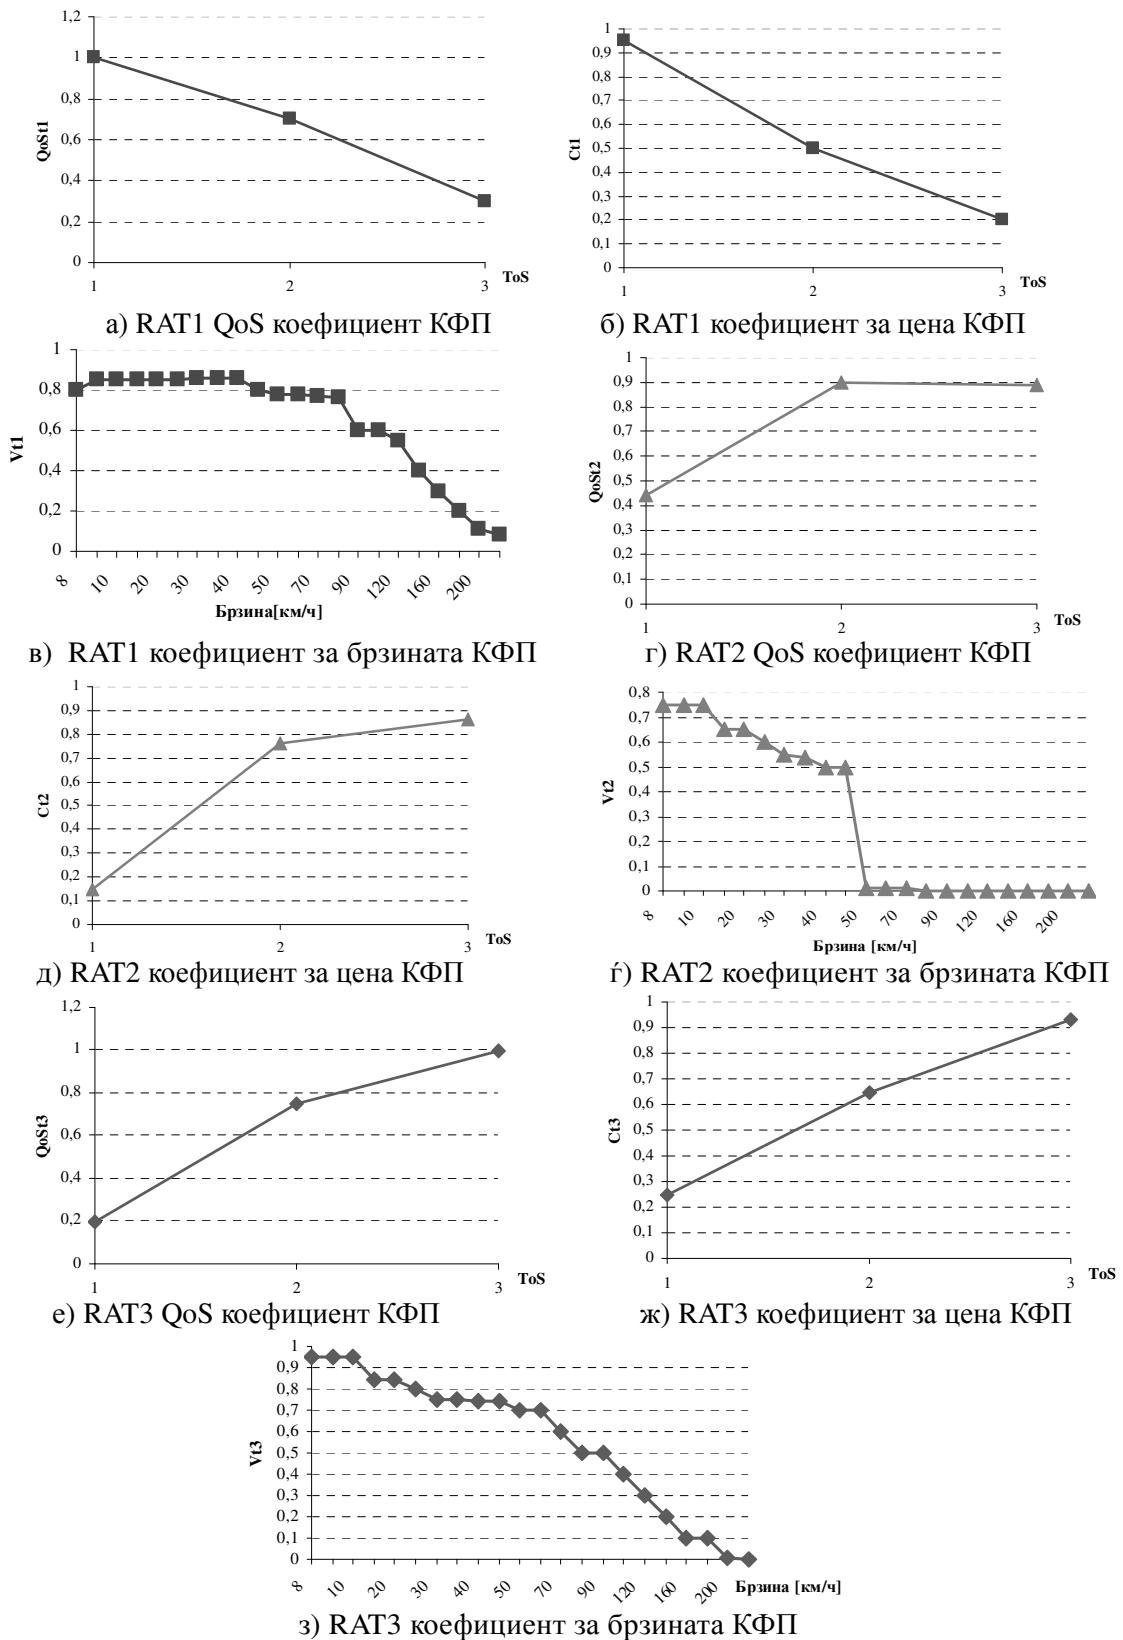 1,2
1
0,8
0,6
0,4
0,2
0
QoSt1
1 2 3 ToS
а) RAT1 QoS коефициент КФП
1
0,9
0,8
0,7
0,6
0,5
0,4
0,3
0,2
0,1
0
Ct1
1 2 3 ToS
б) RAT1 коефициент за цена КФП
1
0,8
0,6
0,4
0,2
0
Vt1
8 10 20 30 40 50 70 90 120 160 200
Брзина[км/ч]
в) RAT1 коефициент за брзината КФП
1
0,9
0,8
0,7
0,6
0,5
0,4
0,3
0,2
0,1
0
QoSt2
1 2 3 ToS
г) RAT2 QoS коефициент КФП
1
0,9
0,8
0,7
0,6
0,5
0,4
0,3
0,2
0,1
0
Ct2
1 2 3 ToS
д) RAT2 коефициент за цена КФП
0,8
0,7
0,6
0,5
0,4
0,3
0,2
0,1
0
Vt2
8 10 20 30 40 50 70 90 120 160 200
Брзина [км/ч]
ѓ) RAT2 коефициент за брзината КФП
1,2
1
0,8
0,6
0,4
0,2
0
QoSt3
1 2 3 ToS
е) RAT3 QoS коефициент КФП
1
0,9
0,8
0,7
0,6
0,5
0,4
0,3
0,2
0,1
0
Ct3
1 2 3 ToS
ж) RAT3 коефициент за цена КФП
1
0,9
0,8
0,7
0,6
0,5
0,4
0,3
0,2
0,1
0
Vt3
8 10 20 30 40 50 70 90 120 160 200 Брзина [км/ч]
з) RAT3 коефициент за брзината КФП